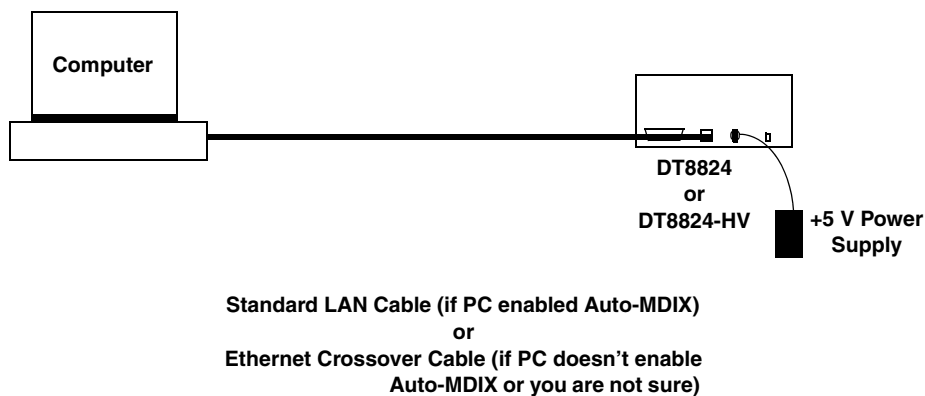 Computer
DT8824
or
DT8824-HV
+5 V Power
Supply
Standard LAN Cable (if PC enabled Auto-MDIX)
or
Ethernet Crossover Cable (if PC doesn’t enable
Auto-MDIX or you are not sure)